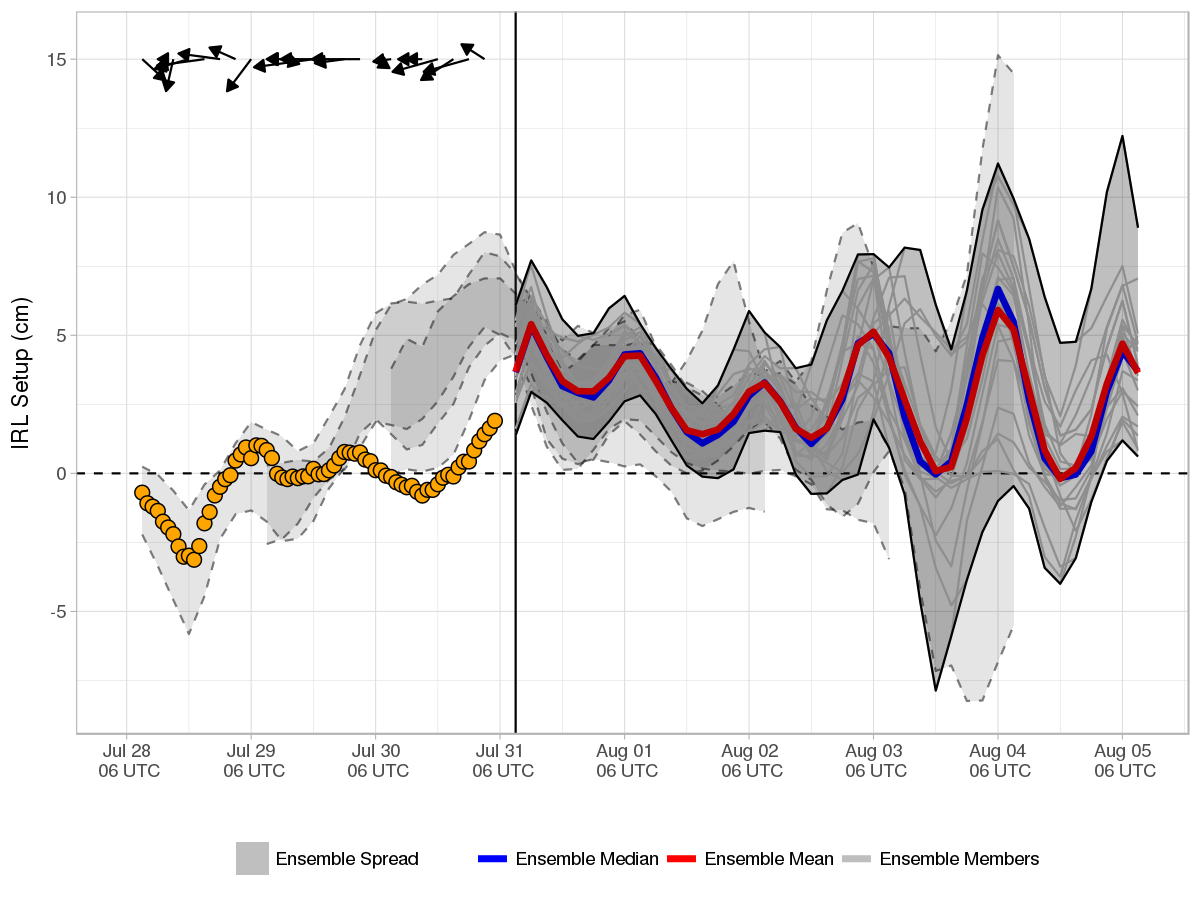 IRL Setup (cm)
15
10
5
0
-5
Jul 28 Jul 29 Jul 30 Jul 31 Aug 01 Aug 02 Aug 03 Aug 04 Aug 05
06 UTC 06 UTC 06 UTC 06 UTC 06 UTC 06 UTC 06 UTC 06 UTC 06 UTC
Ensemble Spread Ensemble Median Ensemble Mean Ensemble Members